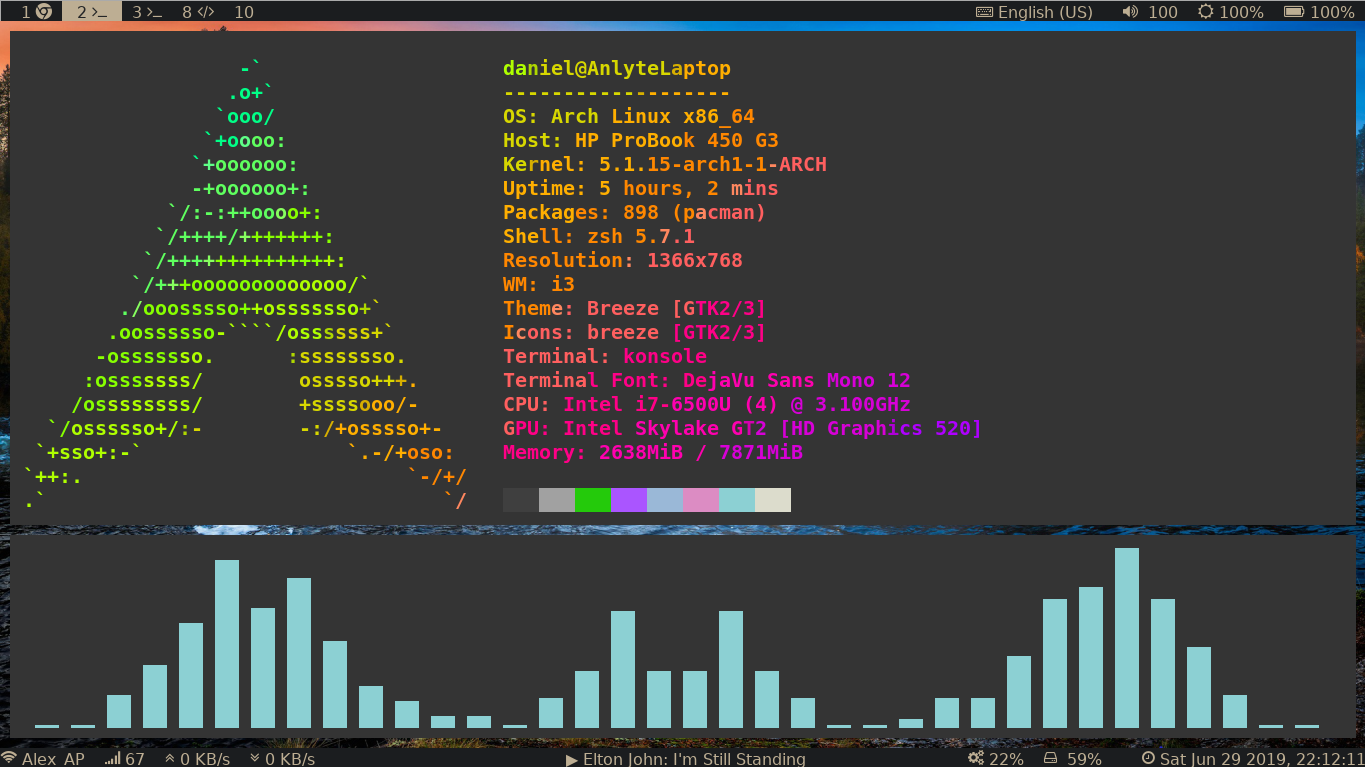 1 2 >_ 3 >_ 8 </> 10 English (US) 100 100% 100%
daniel@AnlyteLaptop
-------------------
OS: Arch Linux x86_64
Host: HP ProBook 450 G3
Kernel: 5.1.15-arch1-1-ARCH
Uptime: 5 hours, 2 mins
Packages: 898 (pacman)
Shell: zsh 5.7.1
Resolution: 1366x768
WM: i3
Theme: Breeze [GTK2/3]
Icons: breeze [GTK2/3]
Terminal: konsole
Terminal Font: DejaVu Sans Mono 12
CPU: Intel i7-6500U (4) @ 3.100GHz
GPU: Intel Skylake GT2 [HD Graphics 520]
Memory: 2638MiB / 7871MiB
-`
.o+`
`ooo/
`+oooo:
`+oooooo:
-+oooooo+:
`/:-:++oooo+:
`/++++/+++++++:
`/++++++++++++++:
`/+++ooooooooooooo/`
./ooosssso++osssssso+`
.oossssso-````/ossssss+`
-osssssso. :ssssssso.
:osssssss/ osssso+++.
/ossssssss/ +ssssooo/-
`/ossssso+/:- -:/+osssso+-
`+sso+:-` `.-/+oso:
`++:. `-/+/
.` `/
Alex AP 67 0 KB/s 0 KB/s ▶ Elton John: I'm Still Standing 22% 59% Sat Jun 29 2019, 22:12:11